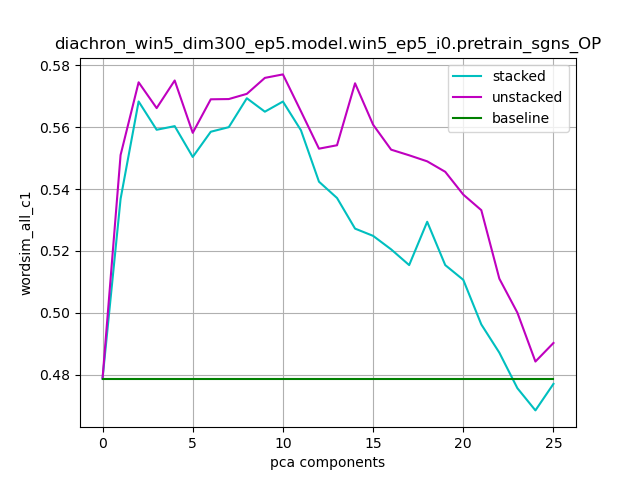 diachron_win5_dim300_ep5.model.win5_ep5_i0.pretrain_sgns_OP
stacked
unstacked
baseline
wordsim_all_c1
0.58
0.56
0.54
0.52
0.50
0.48
0
5
10
15
20
25
pca components